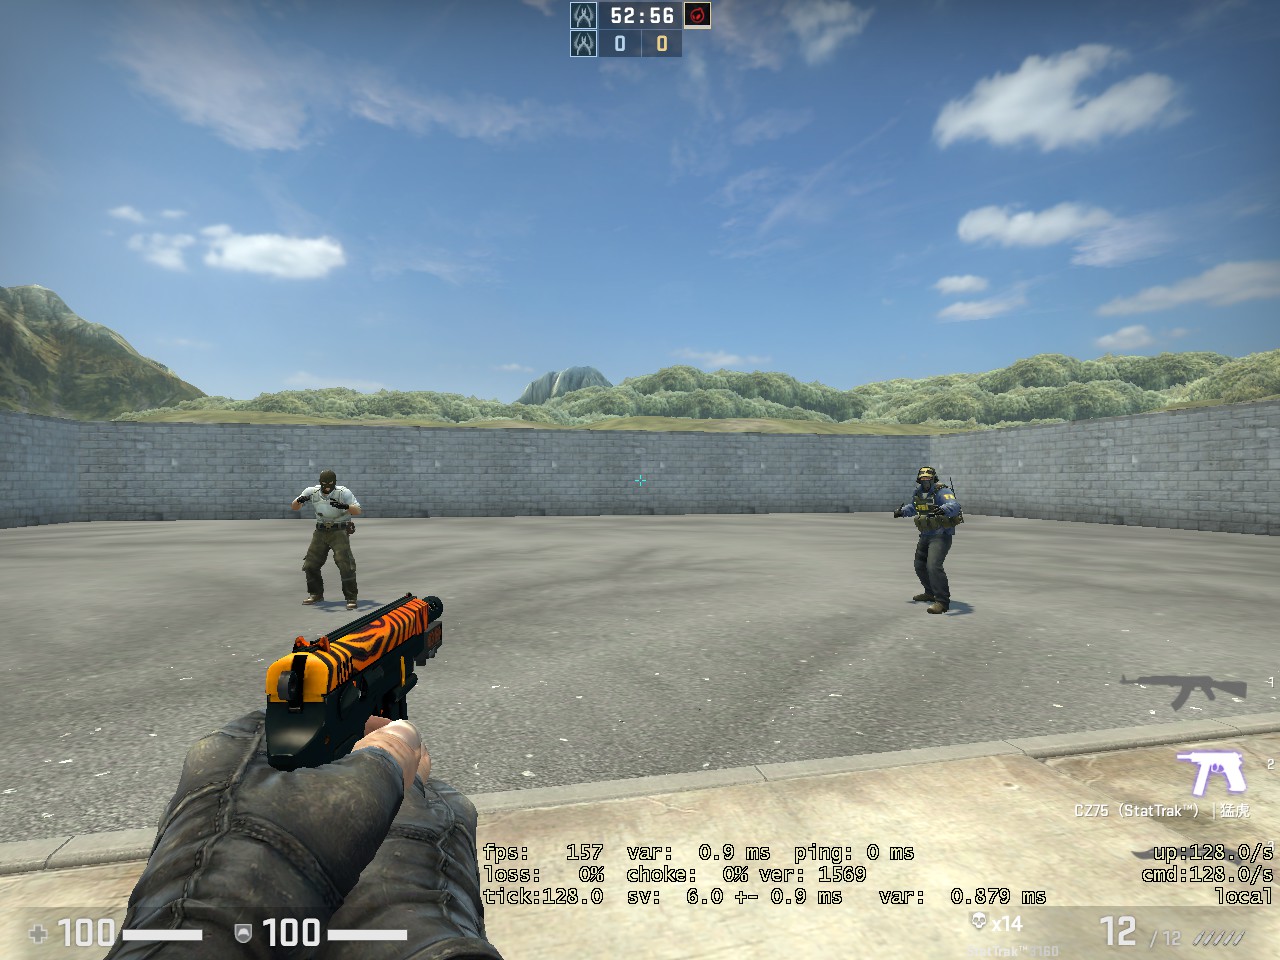 52:56
0 0
1
2
CZ75 (StatTrak™) | 猛虎
fps: 157 var: 0.9 ms ping: 0 ms up:128.0/s
loss: 0% choke: 0% ver: 1569 cmd:128.0/s
tick:128.0 sv: 6.0 +- 0.9 ms var: 0.879 ms local
100 100 x14 12 / 12